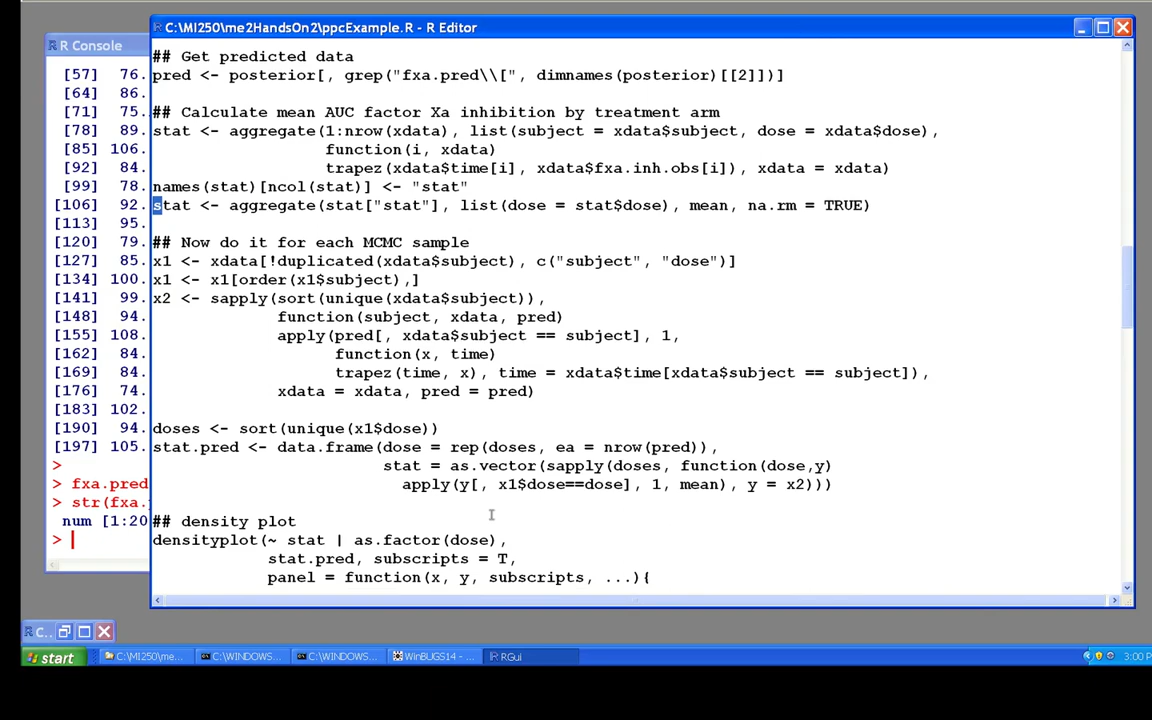 C:\MI250\me2HandsOn2\ppcExample.R - R Editor
R Console
[57] 76.
[64] 86.
[71] 75.
[78] 89.
[85] 106.
[92] 84.
[99] 78.
[106] 92.
[113] 95.
[120] 79.
[127] 85.
[134] 100.
[141] 99.
[148] 94.
[155] 108.
[162] 84.
[169] 84.
[176] 74.
[183] 102.
[190] 94.
[197] 105.
>
> fxa.pred
> str(fxa.
num [1:20
>
## Get predicted data
pred <- posterior[, grep("fxa.pred\\[", dimnames(posterior)[[2]])]
## Calculate mean AUC factor Xa inhibition by treatment arm
stat <- aggregate(1:nrow(xdata), list(subject = xdata$subject, dose = xdata$dose),
function(i, xdata)
trapez(xdata$time[i], xdata$fxa.inh.obs[i]), xdata = xdata)
names(stat)[ncol(stat)] <- "stat"
stat <- aggregate(stat["stat"], list(dose = stat$dose), mean, na.rm = TRUE)
## Now do it for each MCMC sample
x1 <- xdata[!duplicated(xdata$subject), c("subject", "dose")]
x1 <- x1[order(x1$subject),]
x2 <- sapply(sort(unique(xdata$subject)),
function(subject, xdata, pred)
apply(pred[, xdata$subject == subject], 1,
function(x, time)
trapez(time, x), time = xdata$time[xdata$subject == subject]),
xdata = xdata, pred = pred)
doses <- sort(unique(x1$dose))
stat.pred <- data.frame(dose = rep(doses, ea = nrow(pred)),
stat = as.vector(sapply(doses, function(dose,y)
apply(y[, x1$dose==dose], 1, mean), y = x2)))
## density plot
densityplot(~ stat | as.factor(dose),
stat.pred, subscripts = T,
panel = function(x, y, subscripts, ...){
C..
start
C:\MI250\me...
C:\WINDOWS...
C:\WINDOWS...
WinBUGS14 - ...
RGui
3:00 P